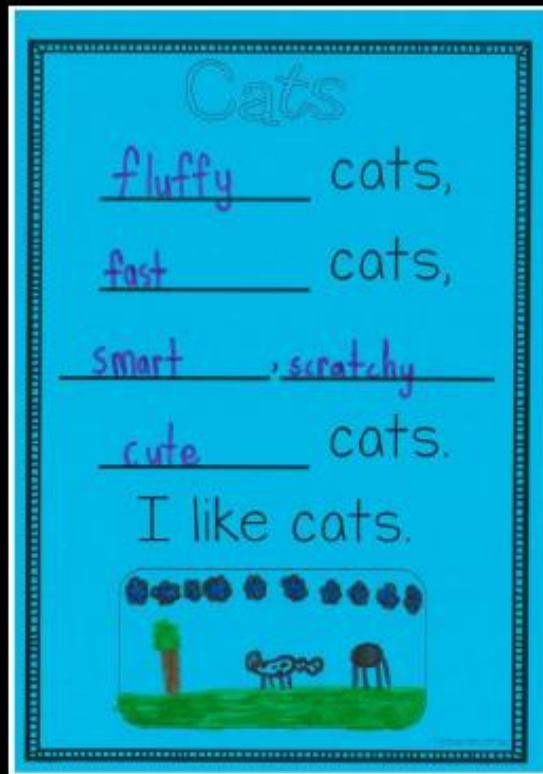 Cats
fluffy cats,
fast cats,
smart, scratchy
cute cats.
I like cats.